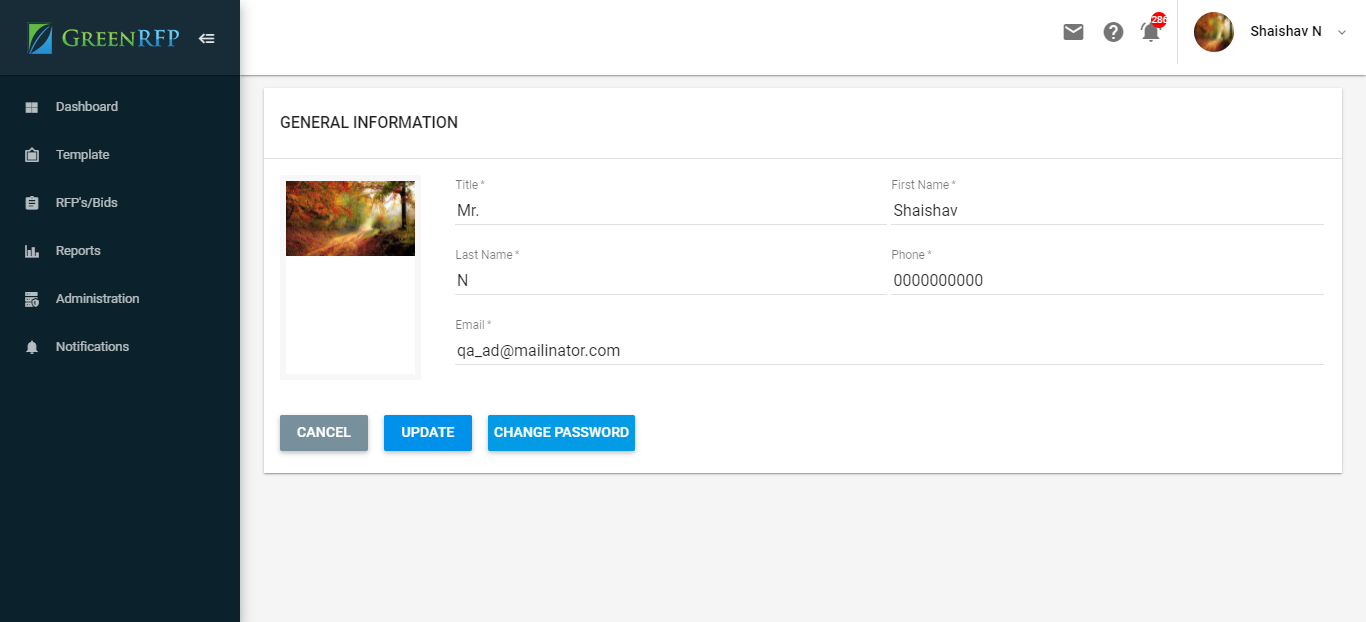 GREENRFP
286
Shaishav N
Dashboard
Template
RFP's/Bids
Reports
Administration
Notifications
GENERAL INFORMATION
Title *
Mr.
First Name *
Shaishav
Last Name *
N
Phone *
0000000000
Email *
qa_ad@mailinator.com
CANCEL
UPDATE
CHANGE PASSWORD